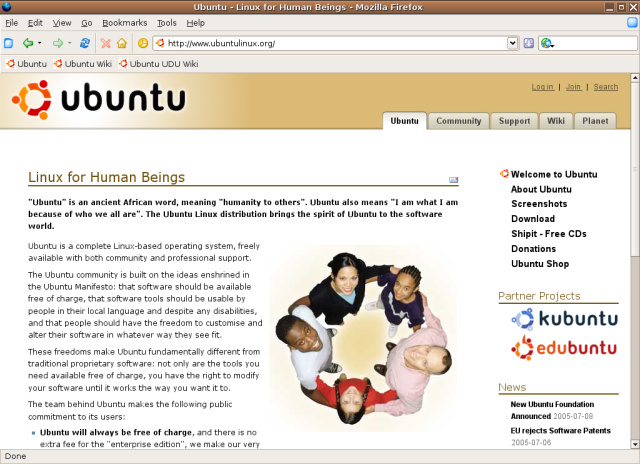 Ubuntu - Linux for Human Beings - Mozilla Firefox
File Edit View Go Bookmarks Tools Help
http://www.ubuntulinux.org/
Ubuntu Ubuntu Wiki Ubuntu UDU Wiki
ubuntu
Log in | Join | Search
Ubuntu Community Support Wiki Planet
Linux for Human Beings
"Ubuntu" is an ancient African word, meaning "humanity to others". Ubuntu also means "I am what I am
because of who we all are". The Ubuntu Linux distribution brings the spirit of Ubuntu to the software
world.
Ubuntu is a complete Linux-based operating system, freely
available with both community and professional support.
The Ubuntu community is built on the ideas enshrined in
the Ubuntu Manifesto: that software should be available
free of charge, that software tools should be usable by
people in their local language and despite any disabilities,
and that people should have the freedom to customise and
alter their software in whatever way they see fit.
These freedoms make Ubuntu fundamentally different from
traditional proprietary software: not only are the tools you
need available free of charge, you have the right to modify
your software until it works the way you want it to.
The team behind Ubuntu makes the following public
commitment to its users:
Ubuntu will always be free of charge, and there is no
extra fee for the "enterprise edition", we make our very
Welcome to Ubuntu
About Ubuntu
Screenshots
Download
Shipit - Free CDs
Donations
Ubuntu Shop
Partner Projects
kubuntu
edubuntu
News
New Ubuntu Foundation
Announced 2005-07-08
EU rejects Software Patents
2005-07-06
Done